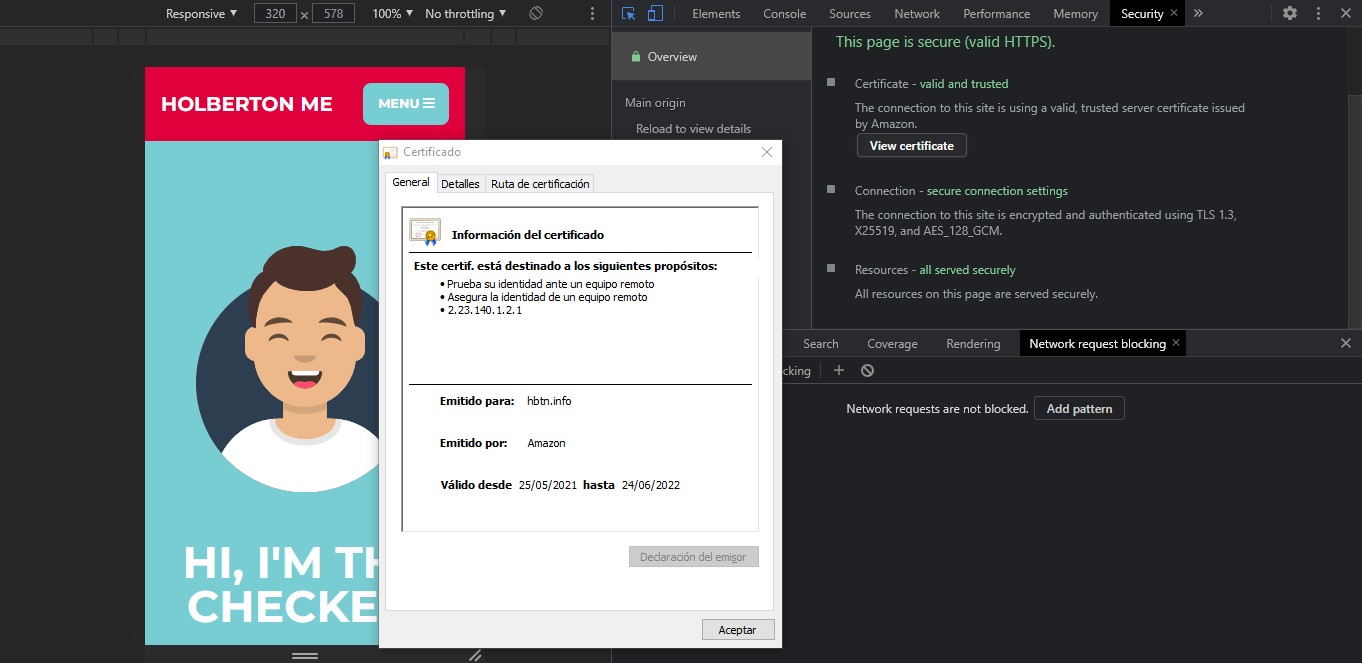 Responsive ▼ 320 × 578 100% ▼ No throttling ▼
Elements Console Sources Network Performance Memory Security × »
HOLBERTON ME
MENU ☰
HI, I'M TH
CHECKE
Overview
Main origin
Reload to view details
This page is secure (valid HTTPS).
Certificate - valid and trusted
The connection to this site is using a valid, trusted server certificate issued
by Amazon.
View certificate
Connection - secure connection settings
The connection to this site is encrypted and authenticated using TLS 1.3,
X25519, and AES_128_GCM.
Resources - all served securely
All resources on this page are served securely.
Certificado
General Detalles Ruta de certificación
Información del certificado
Este certif. está destinado a los siguientes propósitos:
• Prueba su identidad ante un equipo remoto
• Asegura la identidad de un equipo remoto
• 2.23.140.1.2.1
Emitido para: hbtn.info
Emitido por: Amazon
Válido desde 25/05/2021 hasta 24/06/2022
Declaración del emisor
Aceptar
Search Coverage Rendering Network request blocking ×
cking
Network requests are not blocked. Add pattern